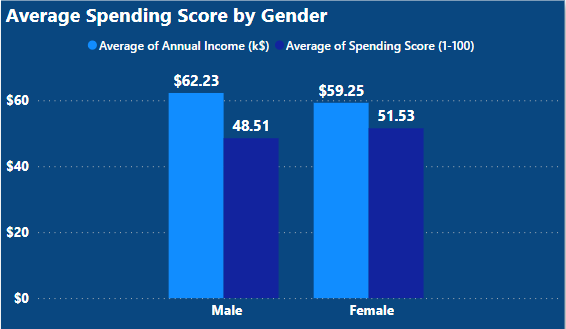 Average Spending Score by Gender
Average of Annual Income (k$) Average of Spending Score (1-100)
$62.23
$59.25
51.53
48.51
$60
$40
$20
$0
Male Female